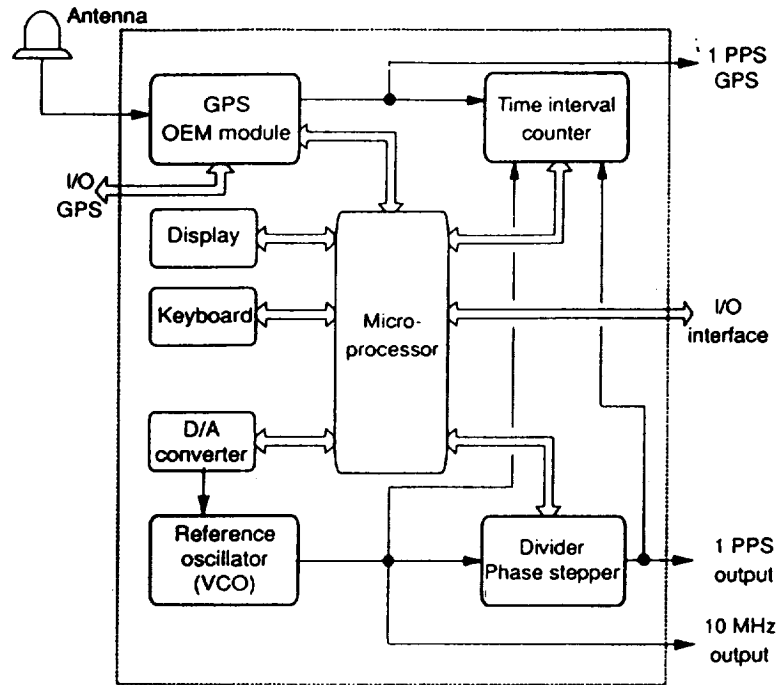 Antenna
GPS
OEM module
Time interval
counter
1 PPS
GPS
I/O
GPS
Display
Keyboard
Micro-
processor
I/O
interface
D/A
converter
Reference
oscillator
(VCO)
Divider
Phase stepper
1 PPS
output
10 MHz
output